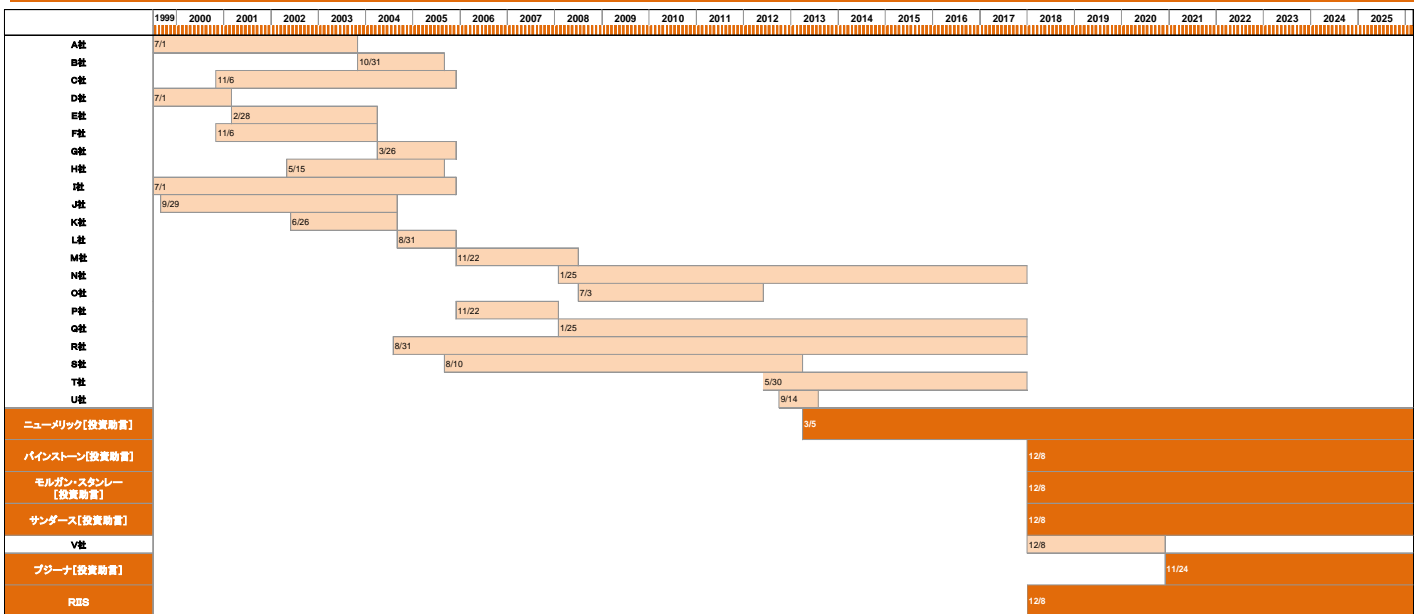 1999 2000 2001 2002 2003 2004 2005 2006 2007 2008 2009 2010 2011 2012 2013 2014 2015 2016 2017 2018 2019 2020 2021 2022 2023 2024 2025
A社 7/1
B社 10/31
C社 11/6
D社 7/1
E社 2/28
F社 11/6
G社 3/26
H社 5/15
I社 7/1
J社 9/29
K社 6/26
L社 8/31
M社 11/22
N社 1/25
O社 7/3
P社 11/22
Q社 1/25
R社 8/31
S社 8/10
T社 5/30
U社 9/14
ニューメリック[投資助言] 3/5
パインストーン[投資助言] 12/8
モルガン・スタンレー
[投資助言] 12/8
サンダース[投資助言] 12/8
V社 12/8
プジーナ[投資助言] 11/24
RIIS 12/8